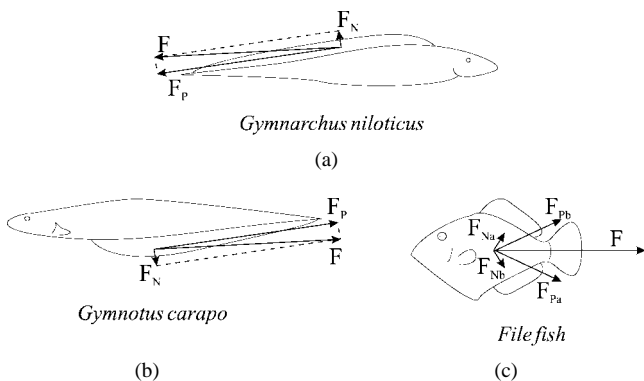 F
F_N
F_P
Gymnarchus niloticus
(a)
F_P
F_N
F
Gymnotus carapo
(b)
F_Pb
F_Na
F
F_Nb
F_Pa
File fish
(c)